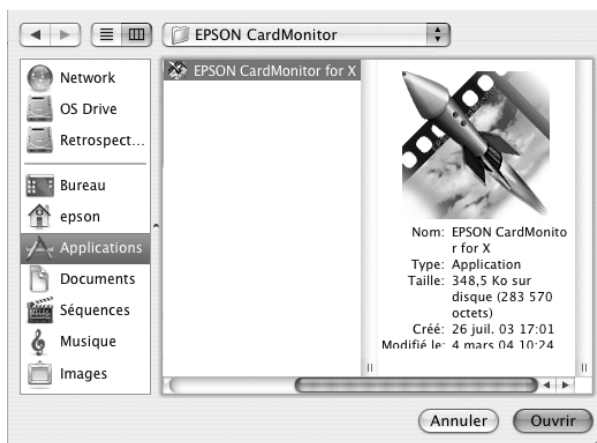 EPSON CardMonitor
Network
OS Drive
Retrospect...
Bureau
epson
Applications
Documents
Séquences
Musique
Images
EPSON CardMonitor for X
Nom: EPSON CardMonito
r for X
Type: Application
Taille: 348,5 Ko sur
disque (283 570
octets)
Créé: 26 juil. 03 17:01
Modifié le: 4 mars 04 10:24
Annuler
Ouvrir